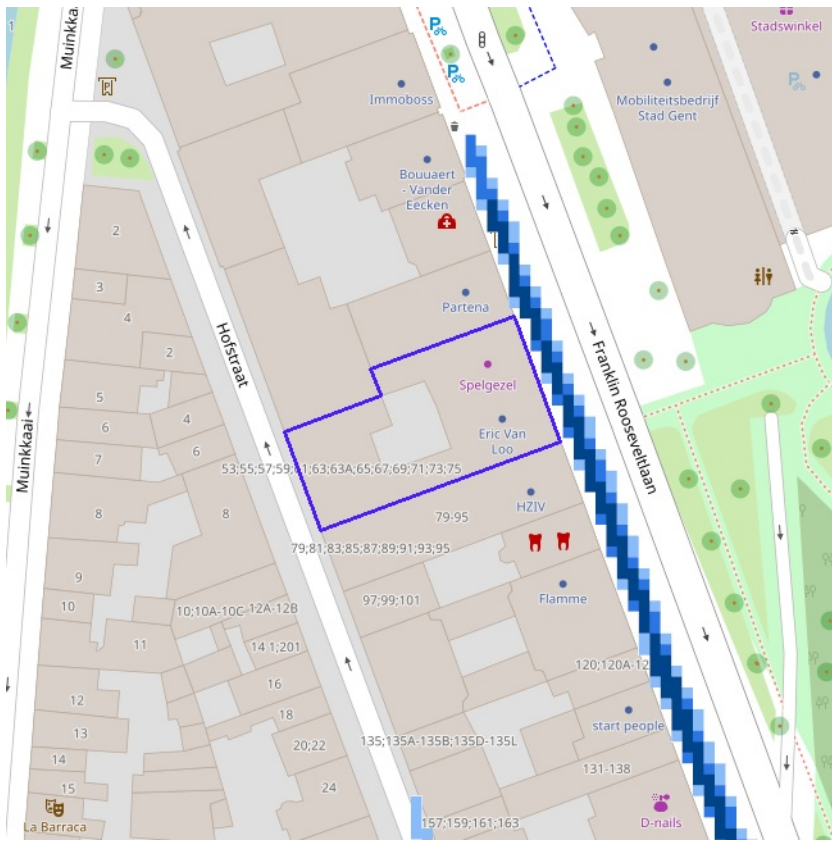 1
Muinkka
Stadswinkel
P
Immoboss
Mobiliteitsbedrijf
Stad Gent
Bouuaert
- Vander
Eecken
2
3
4
Partena
2
Hofstraat
Franklin Rooseveltlaan
Spelgezel
5
4
6
Muinkkaai
Eric Van
Loo
6
7
53;55;57;59;61;63;63A;65;67;69;71;73;75
HZIV
8
8
79-95
79;81;83;85;87;89;91;93;95
9
10
10;10A-10C
12A-12B
97;99;101
Flamme
11
14 1;201
120;120A-12
16
12
18
start people
13
20;22
135;135A-135B;135D-135L
14
131-138
15
24
La Barraca
157;159;161;163
D-nails